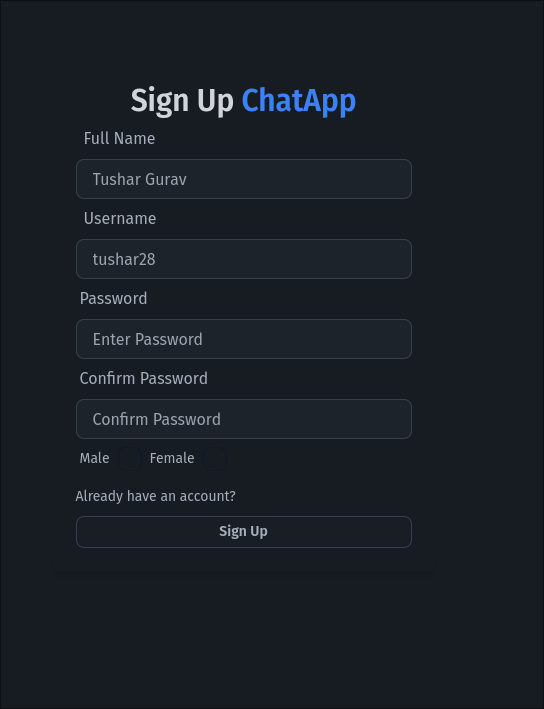 Sign Up ChatApp
Full Name
Tushar Gurav
Username
tushar28
Password
Enter Password
Confirm Password
Confirm Password
Male Female
Already have an account?
Sign Up